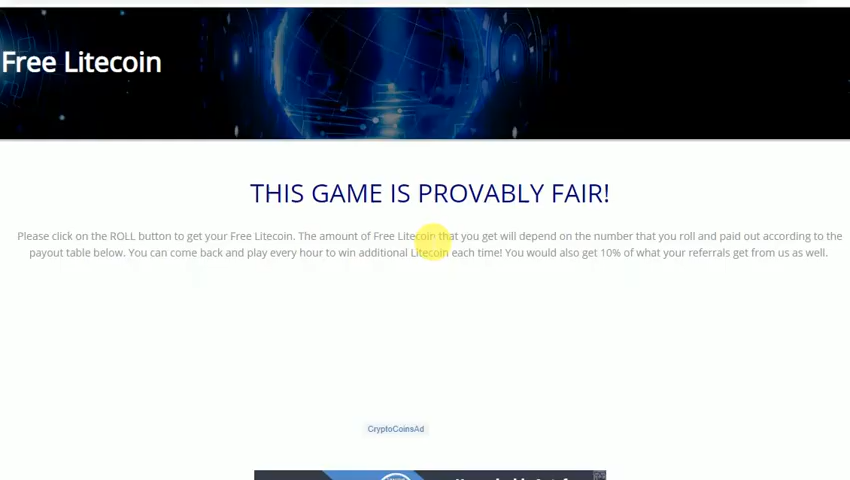 Free Litecoin
THIS GAME IS PROVABLY FAIR!
Please click on the ROLL button to get your Free Litecoin. The amount of Free Litecoin that you get will depend on the number that you roll and paid out according to the
payout table below. You can come back and play every hour to win additional Litecoin each time! You would also get 10% of what your referrals get from us as well.
CryptoCoinsAd